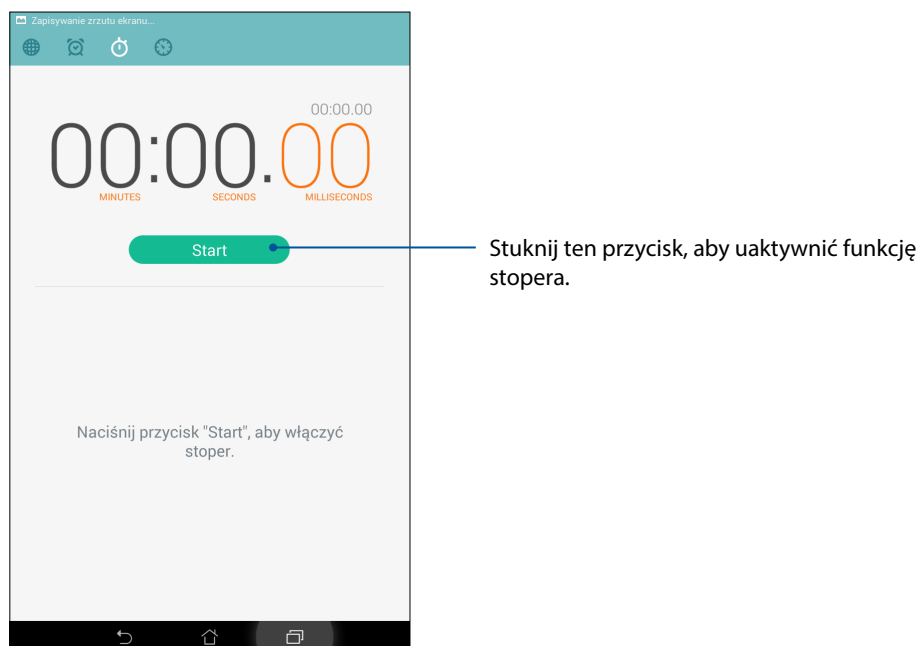 Zapisywanie zrzutu ekranu...
00:00.00
00:00.00
MINUTES SECONDS MILLISECONDS
Start
Stuknij ten przycisk, aby uaktywnić funkcję
stopera.
Naciśnij przycisk "Start", aby włączyć
stoper.